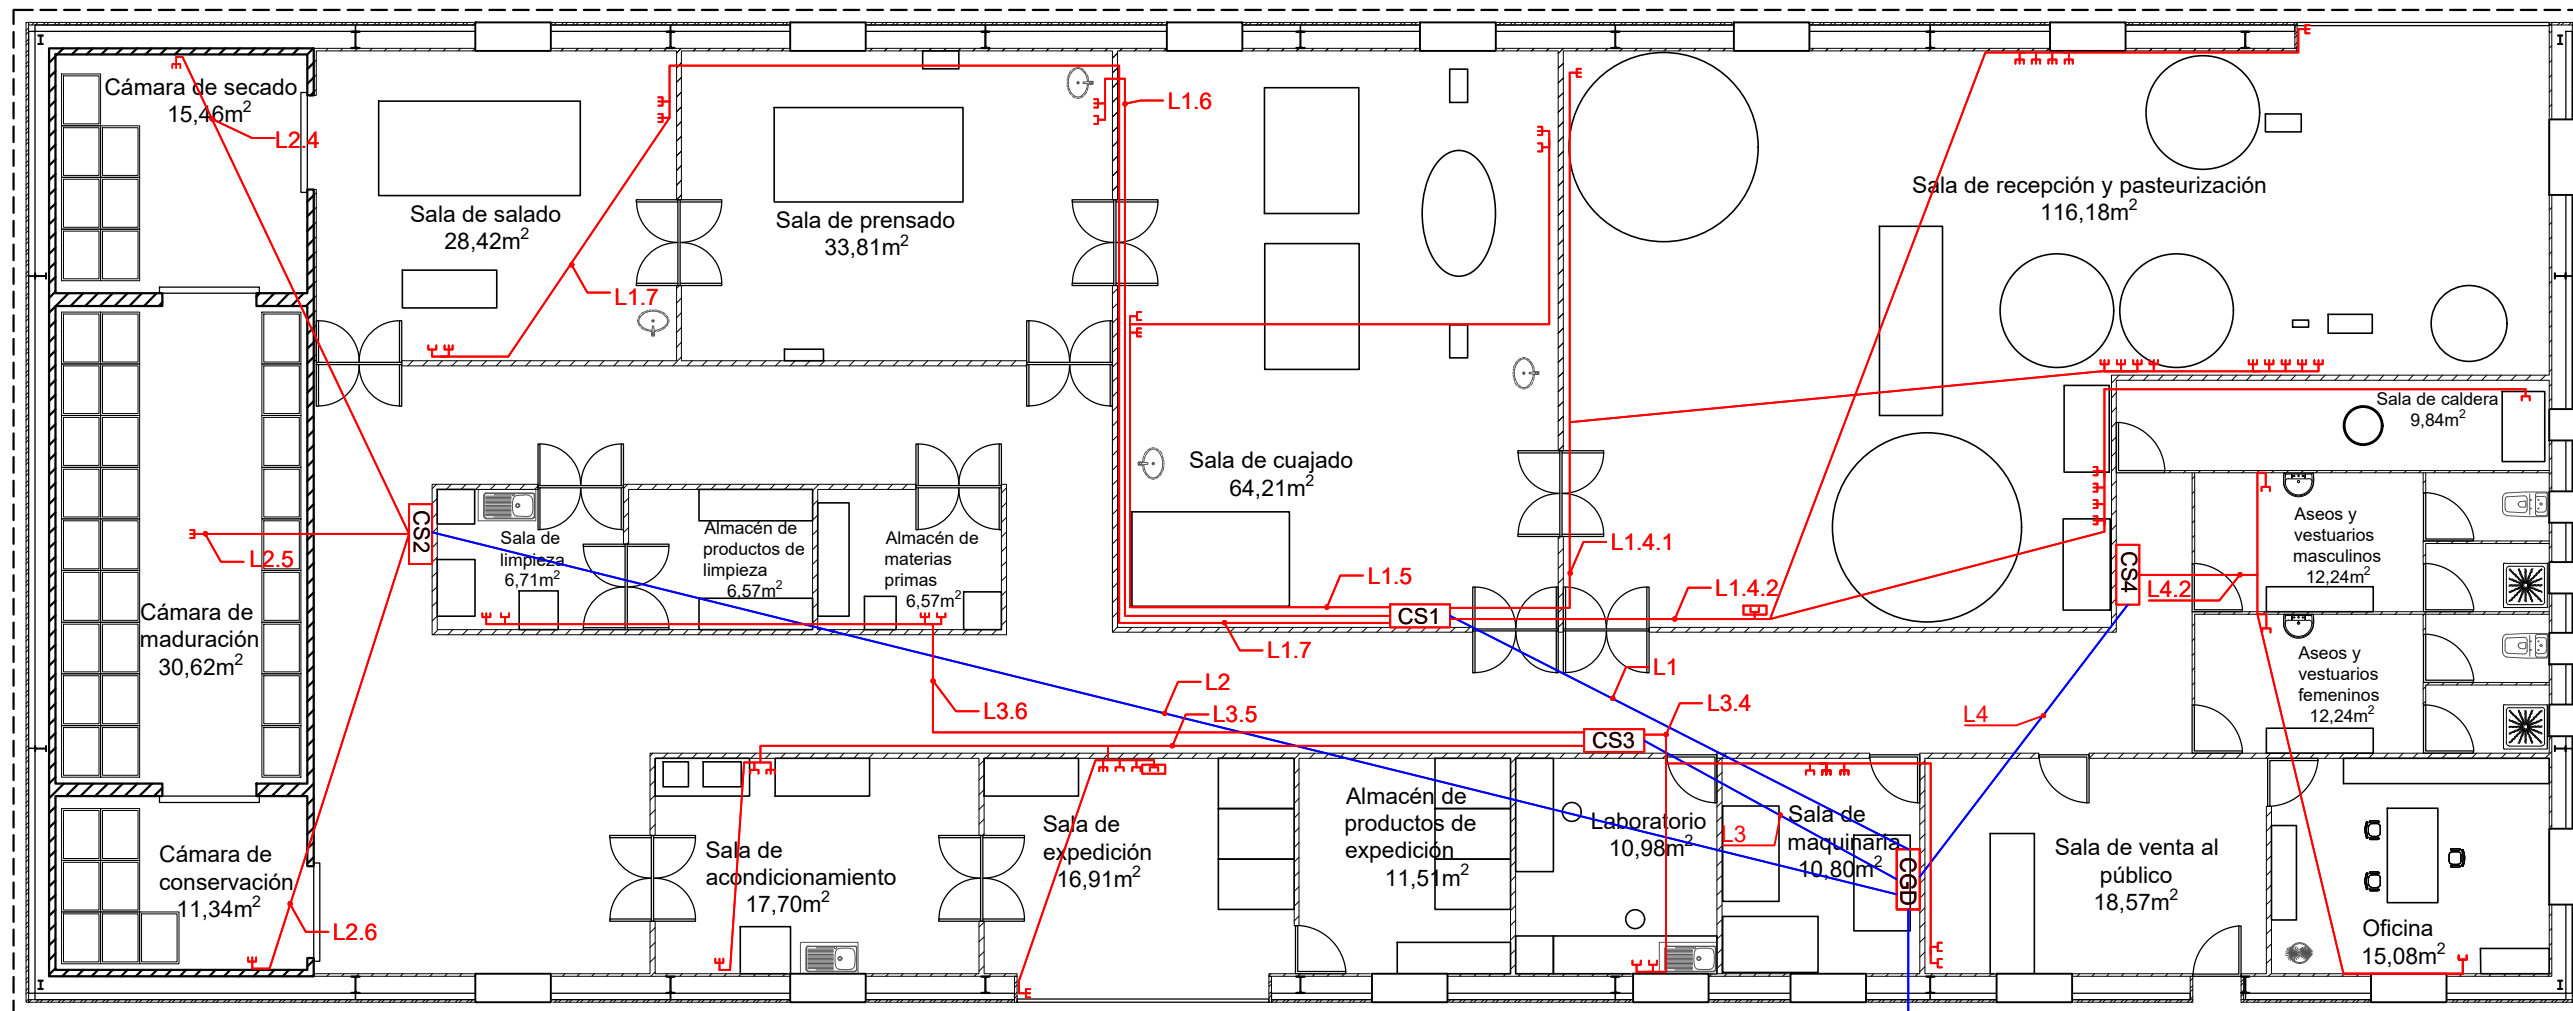 Cámara de secado
15,46m²
L2.4
Sala de salado
28,42m²
L1.7
Sala de prensado
33,81m²
L1.6
Sala de recepción y pasteurización
116,18m²
Sala de cuajado
64,21m²
Sala de caldera
9,84m²
CS2
L2.5
Sala de
limpieza
6,71m²
Almacén de
productos de
limpieza
6,57m²
Almacén de
materias
primas
6,57m²
L1.4.1
L1.5
L1.4.2
CS1
L1.7
CS4
L4.2
Aseos y
vestuarios
masculinos
12,24m²
Cámara de
maduración
30,62m²
Aseos y
vestuarios
femeninos
12,24m²
L1
L2
L3.6
L3.5
L3.4
L4
CS3
Cámara de
conservación
11,34m²
L2.6
Sala de
acondicionamiento
17,70m²
Sala de
expedición
16,91m²
Almacén de
productos de
expedición
11,51m²
Laboratorio
10,98m²
L3
Sala de
maquinaria
10,80m²
CGD
Sala de venta al
público
18,57m²
Oficina
15,08m²